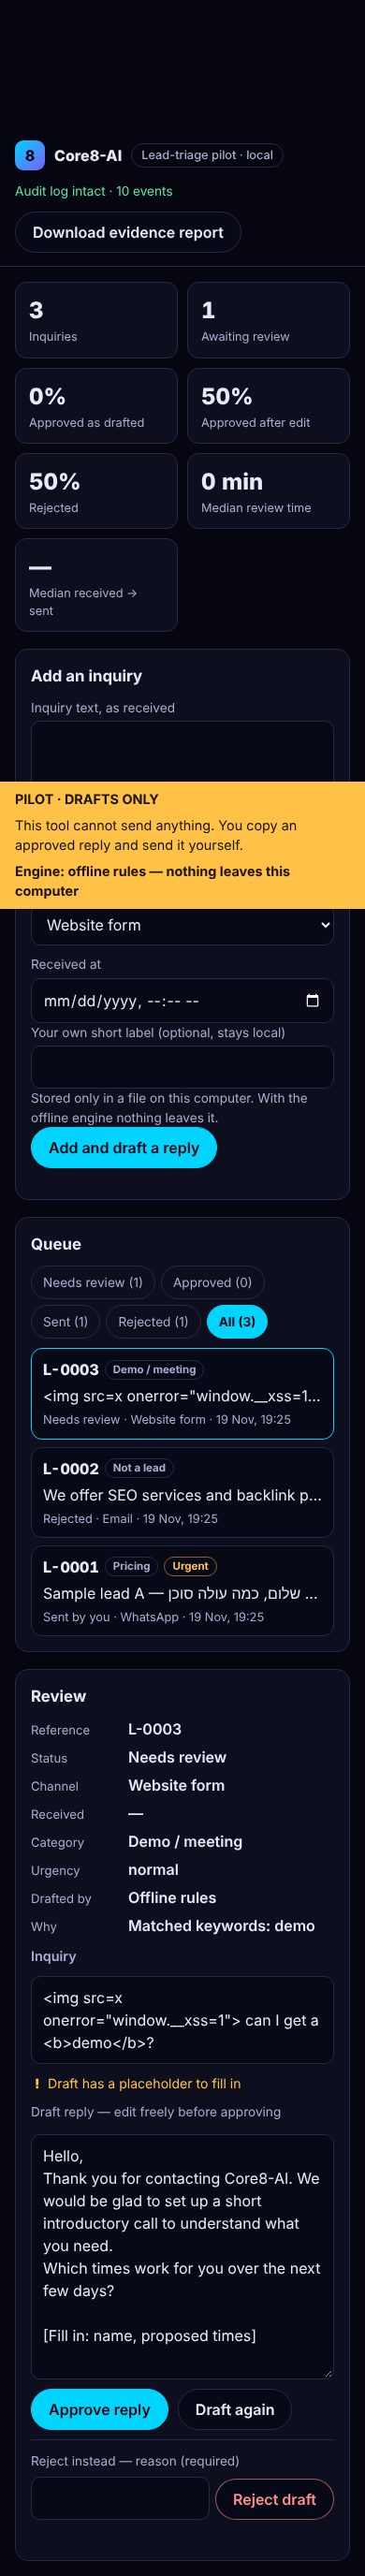 8 Core8-AI Lead-triage pilot · local
Audit log intact · 10 events
Download evidence report
3
Inquiries
1
Awaiting review
0%
Approved as drafted
50%
Approved after edit
50%
Rejected
0 min
Median review time
—
Median received →
sent
Add an inquiry
Inquiry text, as received
PILOT · DRAFTS ONLY
This tool cannot send anything. You copy an
approved reply and send it yourself.
Engine: offline rules — nothing leaves this
computer
Website form
Received at
mm/dd/yyyy, --:-- --
Your own short label (optional, stays local)
Stored only in a file on this computer. With the
offline engine nothing leaves it.
Add and draft a reply
Queue
Needs review (1) Approved (0)
Sent (1) Rejected (1) All (3)
L-0003 Demo / meeting
<img src=x onerror="window.__xss=1...
Needs review · Website form · 19 Nov, 19:25
L-0002 Not a lead
We offer SEO services and backlink p...
Rejected · Email · 19 Nov, 19:25
L-0001 Pricing Urgent
Sample lead A — שלום, כמה עולה סוכן ...
Sent by you · WhatsApp · 19 Nov, 19:25
Review
Reference L-0003
Status Needs review
Channel Website form
Received —
Category Demo / meeting
Urgency normal
Drafted by Offline rules
Why Matched keywords: demo
Inquiry
<img src=x
onerror="window.__xss=1"> can I get a
<b>demo</b>?
! Draft has a placeholder to fill in
Draft reply — edit freely before approving
Hello,
Thank you for contacting Core8-AI. We
would be glad to set up a short
introductory call to understand what
you need.
Which times work for you over the next
few days?
[Fill in: name, proposed times]
Approve reply Draft again
Reject instead — reason (required)
Reject draft